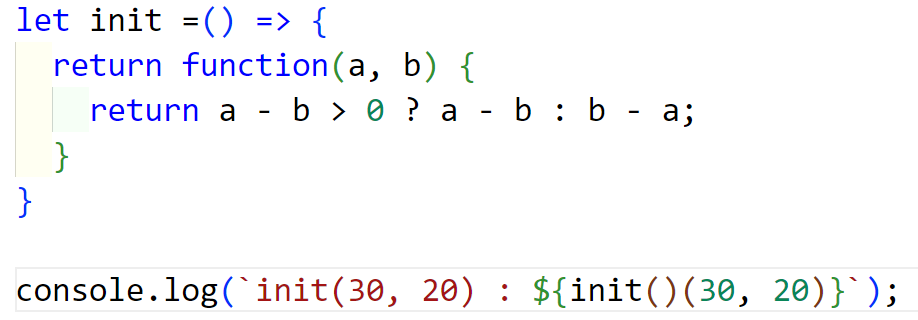 let init =() => {
return function(a, b) {
return a - b > 0 ? a - b : b - a;
}
}
console.log(`init(30, 20) : ${init()(30, 20)}`);